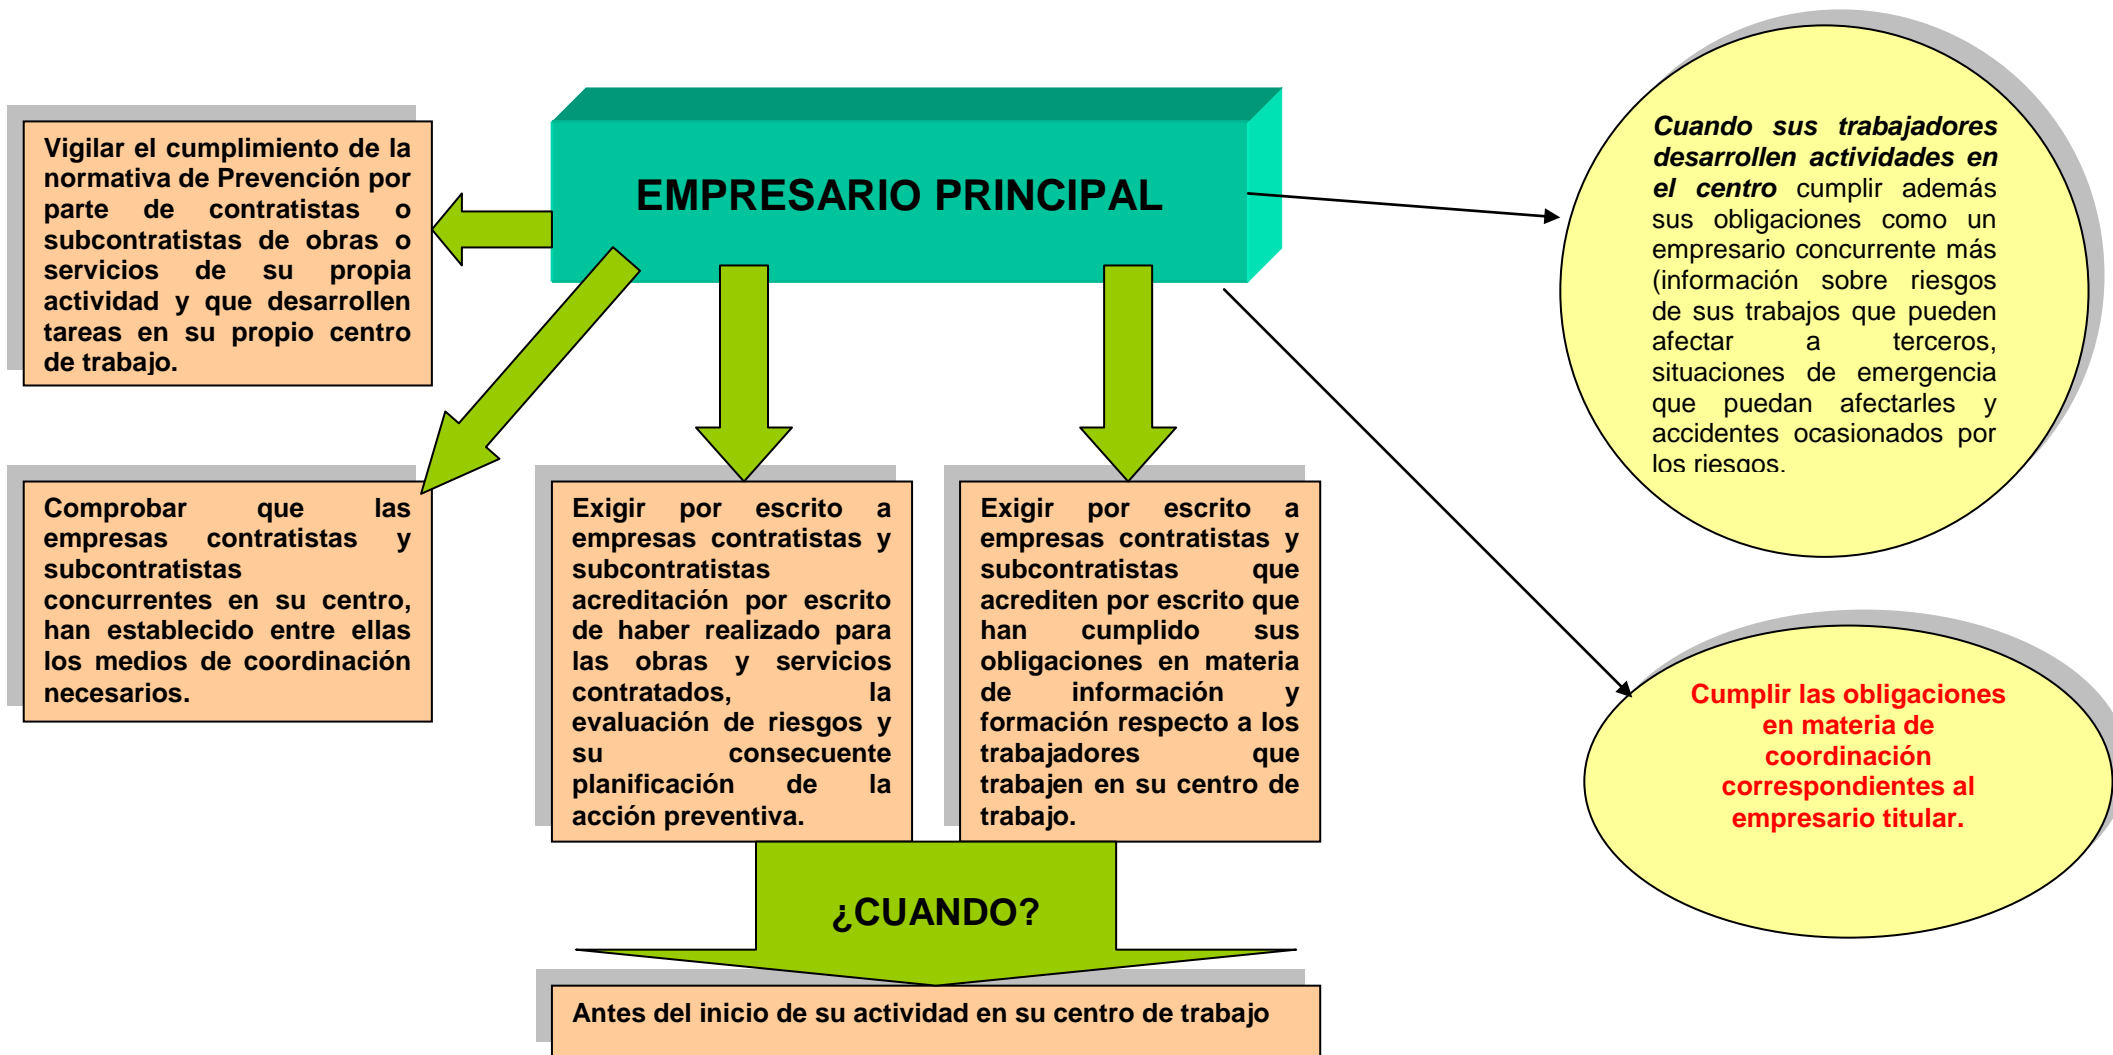 EMPRESARIO PRINCIPAL
Vigilar el cumplimiento de la
normativa de Prevención por
parte de contratistas o
subcontratistas de obras o
servicios de su propia
actividad y que desarrollen
tareas en su propio centro
de trabajo.
Comprobar que las
empresas contratistas y
subcontratistas
concurrentes en su centro,
han establecido entre ellas
los medios de coordinación
necesarios.
Exigir por escrito a
empresas contratistas y
subcontratistas
acreditación por escrito
de haber realizado para
las obras y servicios
contratados, la
evaluación de riesgos y
su consecuente
planificación de la
acción preventiva.
Exigir por escrito a
empresas contratistas y
subcontratistas que
acrediten por escrito que
han cumplido sus
obligaciones en materia
de información y
formación respecto a los
trabajadores que
trabajen en su centro de
trabajo.
¿CUANDO?
Antes del inicio de su actividad en su centro de trabajo
Cuando sus trabajadores
desarrollen actividades en
el centro cumplir además
sus obligaciones como un
empresario concurrente más
(información sobre riesgos
de sus trabajos que pueden
afectar a terceros,
situaciones de emergencia
que puedan afectarles y
accidentes ocasionados por
los riesgos.
Cumplir las obligaciones
en materia de
coordinación
correspondientes al
empresario titular.